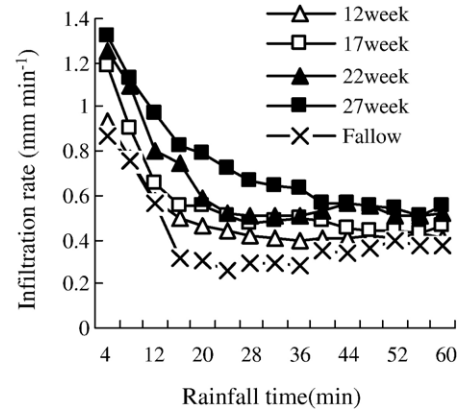 12week
17week
22week
27week
Fallow
Infiltration rate (mm min-1)
1.4
1.2
1
0.8
0.6
0.4
0.2
0
4 12 20 28 36 44 52 60
Rainfall time(min)